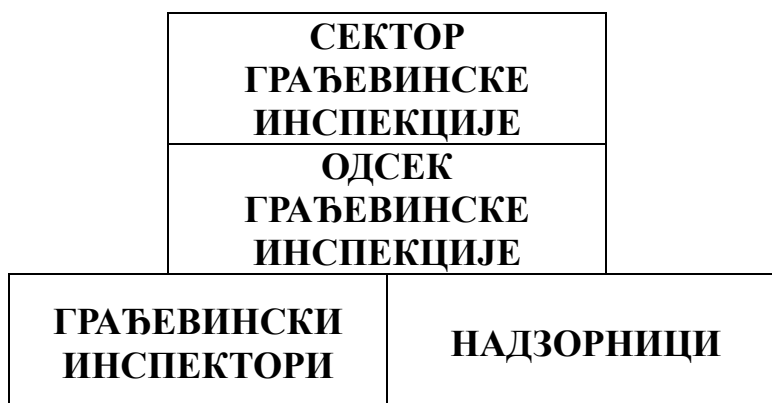 СЕКТОР
ГРАЂЕВИНСКЕ
ИНСПЕКЦИЈЕ
ОДСЕК
ГРАЂЕВИНСКЕ
ИНСПЕКЦИЈЕ
ГРАЂЕВИНСКИ
ИНСПЕКТОРИ
НАДЗОРНИЦИ